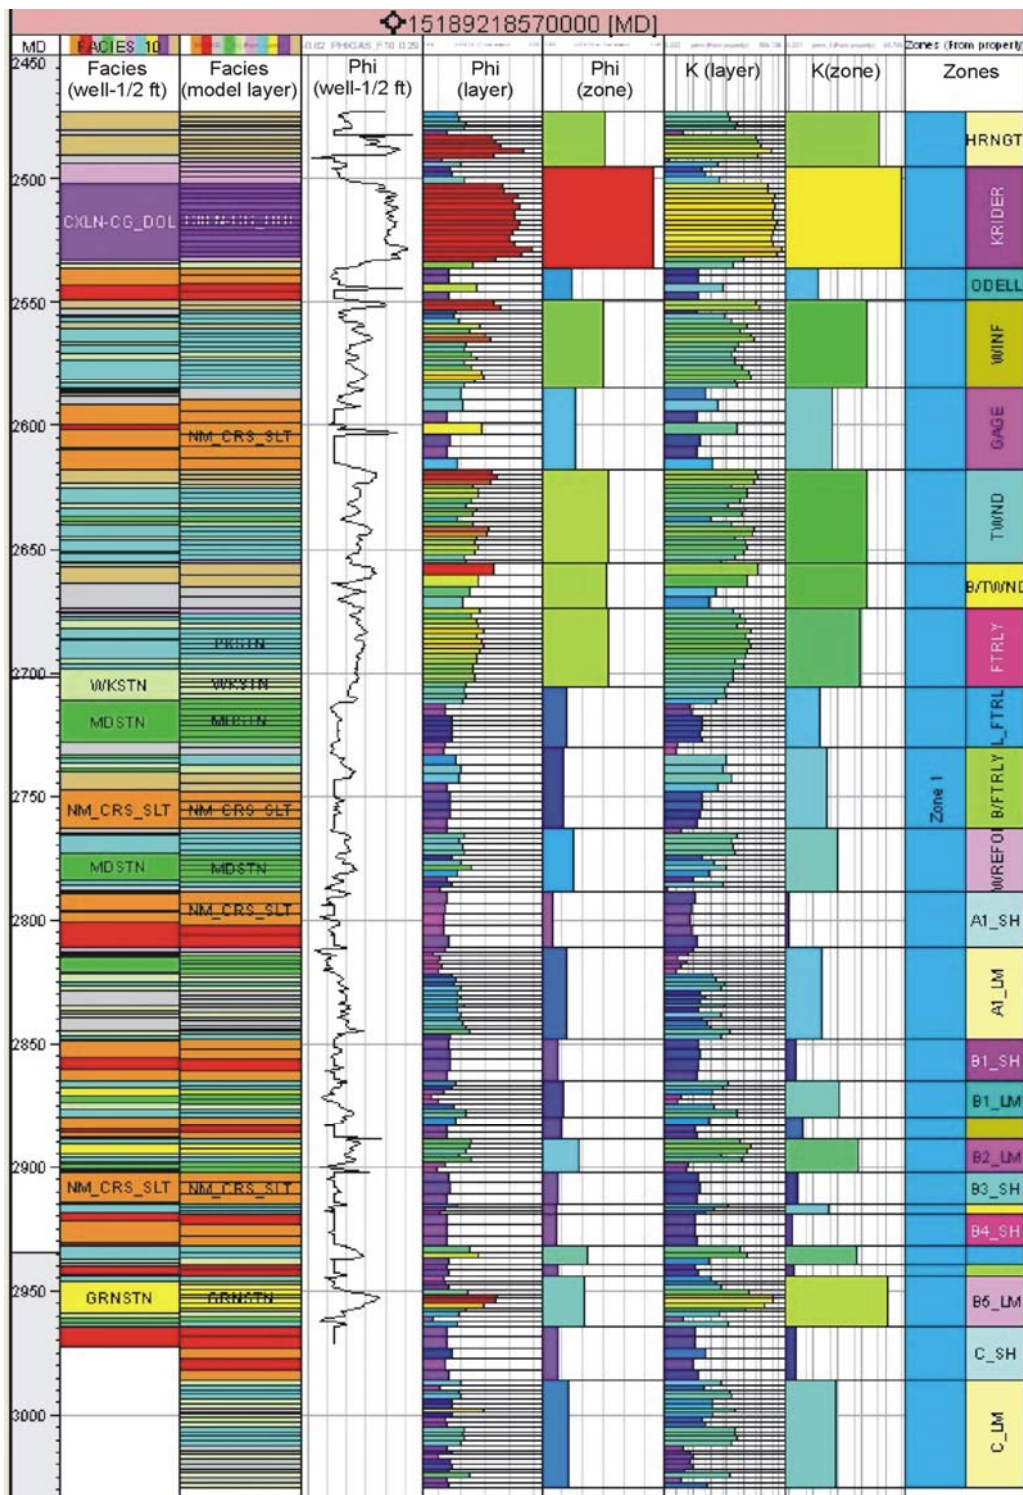 15189218570000 [MD]
MD
FACIES_10
Zones (From property)
Facies
(well-1/2 ft)
Facies
(model layer)
Phi
(well-1/2 ft)
Phi
(layer)
Phi
(zone)
K (layer)
K(zone)
Zones
2450
HRNGT
2500
CXLN-CG_DOL
KRIDER
ODELL
2550
WINF
2600
NM_CRS_SLT
GAGE
TWND
2650
B/TWND
FTRLY
PKSTN
2700
WKSTN
WKSTN
MDSTN
MDSTN
L_FTRL
2750
B/FTRLY
NM_CRS_SLT
NM_CRS_SLT
Zone 1
MDSTN
MDSTN
WREFO
2800
NM_CRS_SLT
A1_SH
A1_LM
2850
B1_SH
B1_LM
2900
B2_LM
NM_CRS_SLT
NM_CRS_SLT
B3_SH
B4_SH
2950
GRNSTN
GRNSTN
B5_LM
C_SH
3000
C_LM